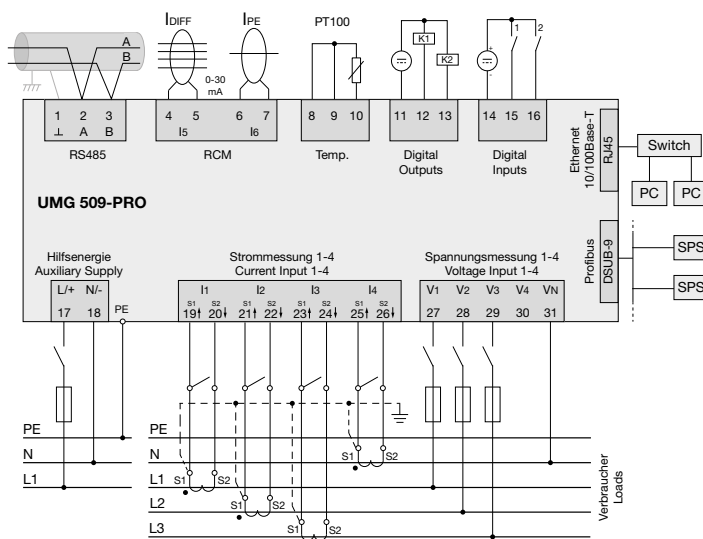 IDIFF IPE PT100
A
B
0-30
mA
K1
K2
+
-
1 2
1 2 3 4 5 6 7 8 9 10 11 12 13 14 15 16
⊥ A B I5 I6
RS485 RCM Temp. Digital Outputs Digital Inputs
Ethernet
10/100Base-T
RJ45
Switch
PC PC
UMG 509-PRO
Profibus
DSUB-9
SPS
SPS
Hilfsenergie
Auxiliary Supply
Strommessung 1-4
Current Input 1-4
Spannungsmessung 1-4
Voltage Input 1-4
L/+ N/- PE I1 I2 I3 I4 V1 V2 V3 V4 VN
S1 S2 S1 S2 S1 S2 S1 S2
17 18 19 20 21 22 23 24 25 26 27 28 29 30 31
PE PE
N S1 S2 N
L1 S1 S2 L1
S1 S2 L2
S1 S2 L3
Verbraucher
Loads